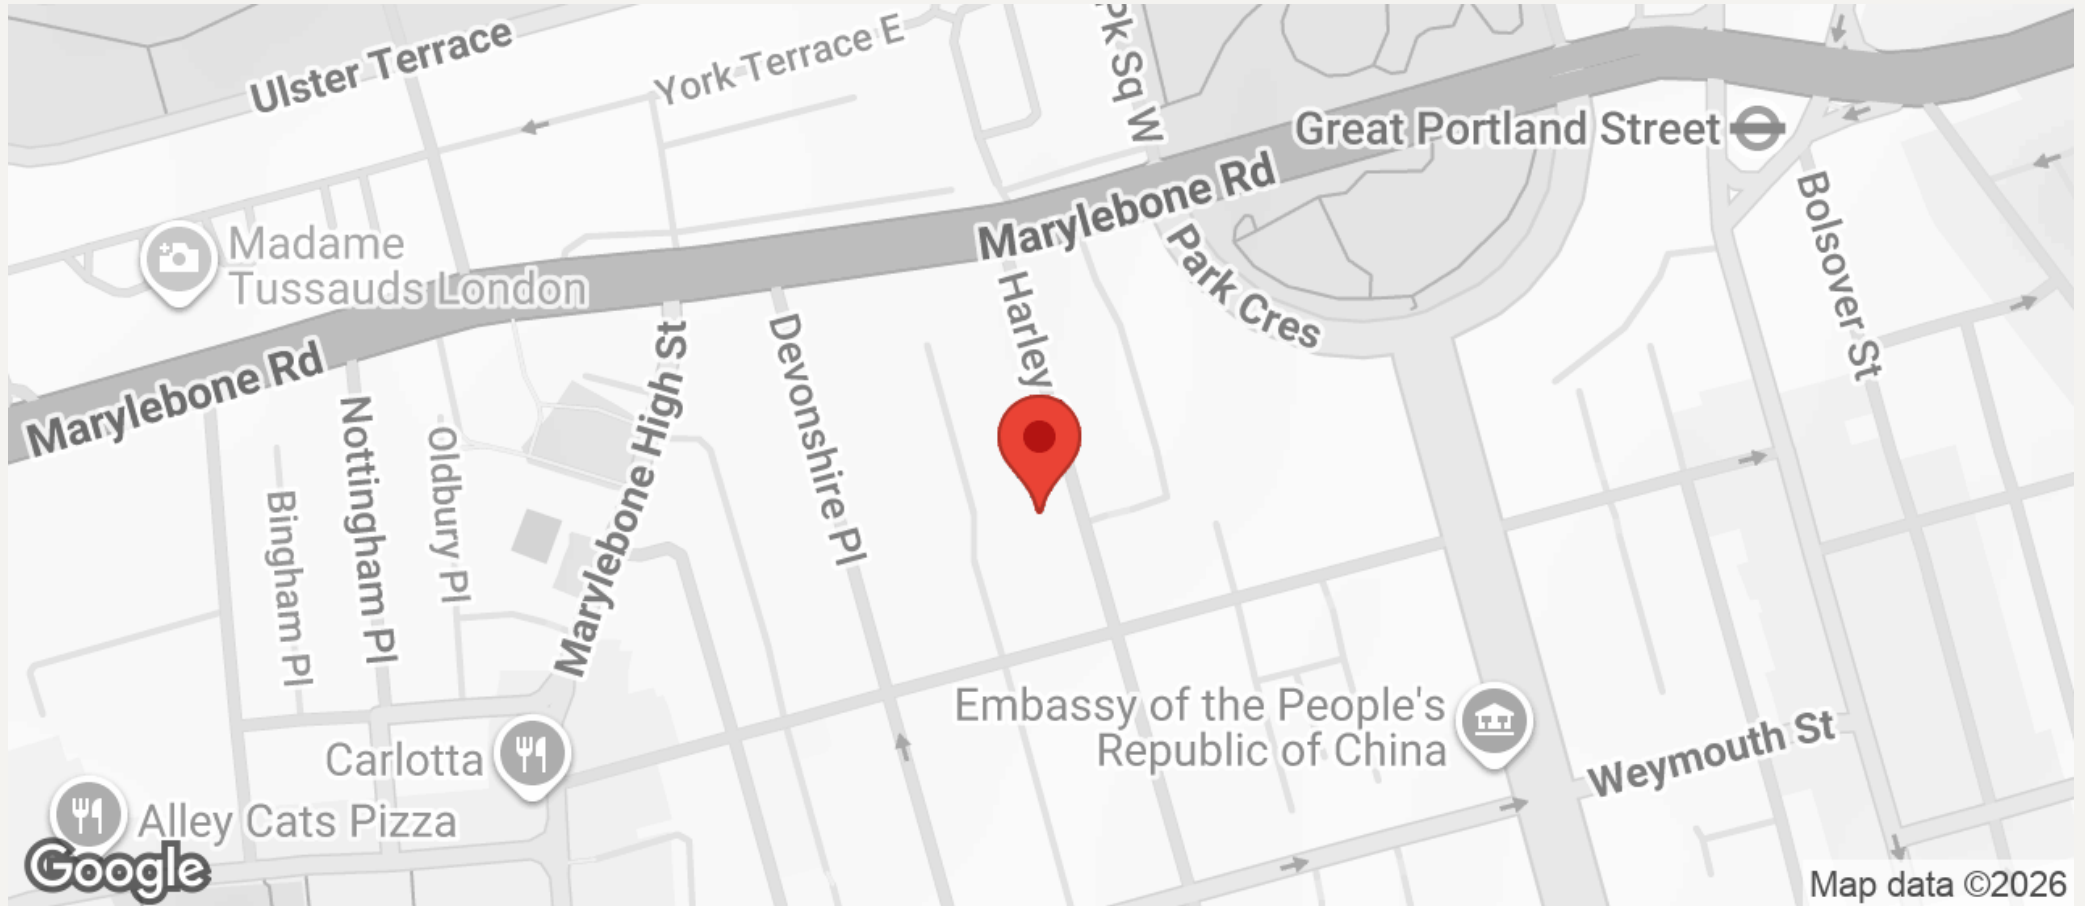 Ulster Terrace
York Terrace E
Pk Sq W
Great Portland Street
Marylebone Rd
Madame
Tussauds London
Park Cres
Bolsover St
Harley
Marylebone Rd
Nottingham Pl
Oldbury Pl
Bingham Pl
Marylebone High St
Devonshire Pl
Embassy of the People's
Republic of China
Weymouth St
Carlotta
Alley Cats Pizza
Google
Map data ©2026